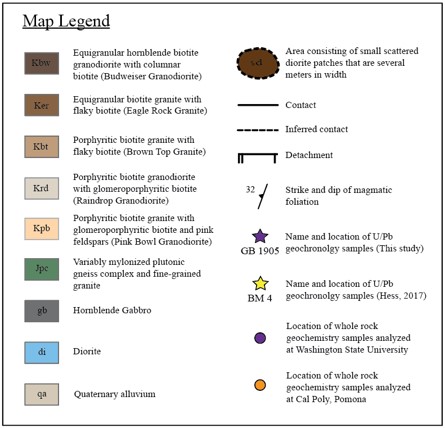 Map Legend
Kbw
Equigranular hornblende biotite
granodiorite with columnar
biotite (Budweiser Granodiorite)
Ker
Equigranular biotite granite with
flaky biotite (Eagle Rock Granite)
Kbt
Porphyritic biotite granite with
flaky biotite (Brown Top Granite)
Krd
Porphyritic biotite granodiorite
with glomeroporphyritic biotite
(Raindrop Granodiorite)
Kpb
Porphyritic biotite granite with
glomeroporphyritic biotite and pink
feldspars (Pink Bowl Granodiorite)
Jpc
Variably mylonized plutonic
gneiss complex and fine-grained
granite
gb
Hornblende Gabbro
di
Diorite
qa
Quaternary alluvium
Area consisting of small scattered
diorite patches that are several
meters in width
Contact
Inferred contact
Detachment
32
Strike and dip of magmatic
foliation
GB 1905
Name and location of U/Pb
geochronology samples (This study)
BM 4
Name and location of U/Pb
geochronolgy samples (Hess, 2017)
Location of whole rock
geochemistry samples analyzed
at Washington State University
Location of whole rock
geochemistry samples analyzed
at Cal Poly, Pomona